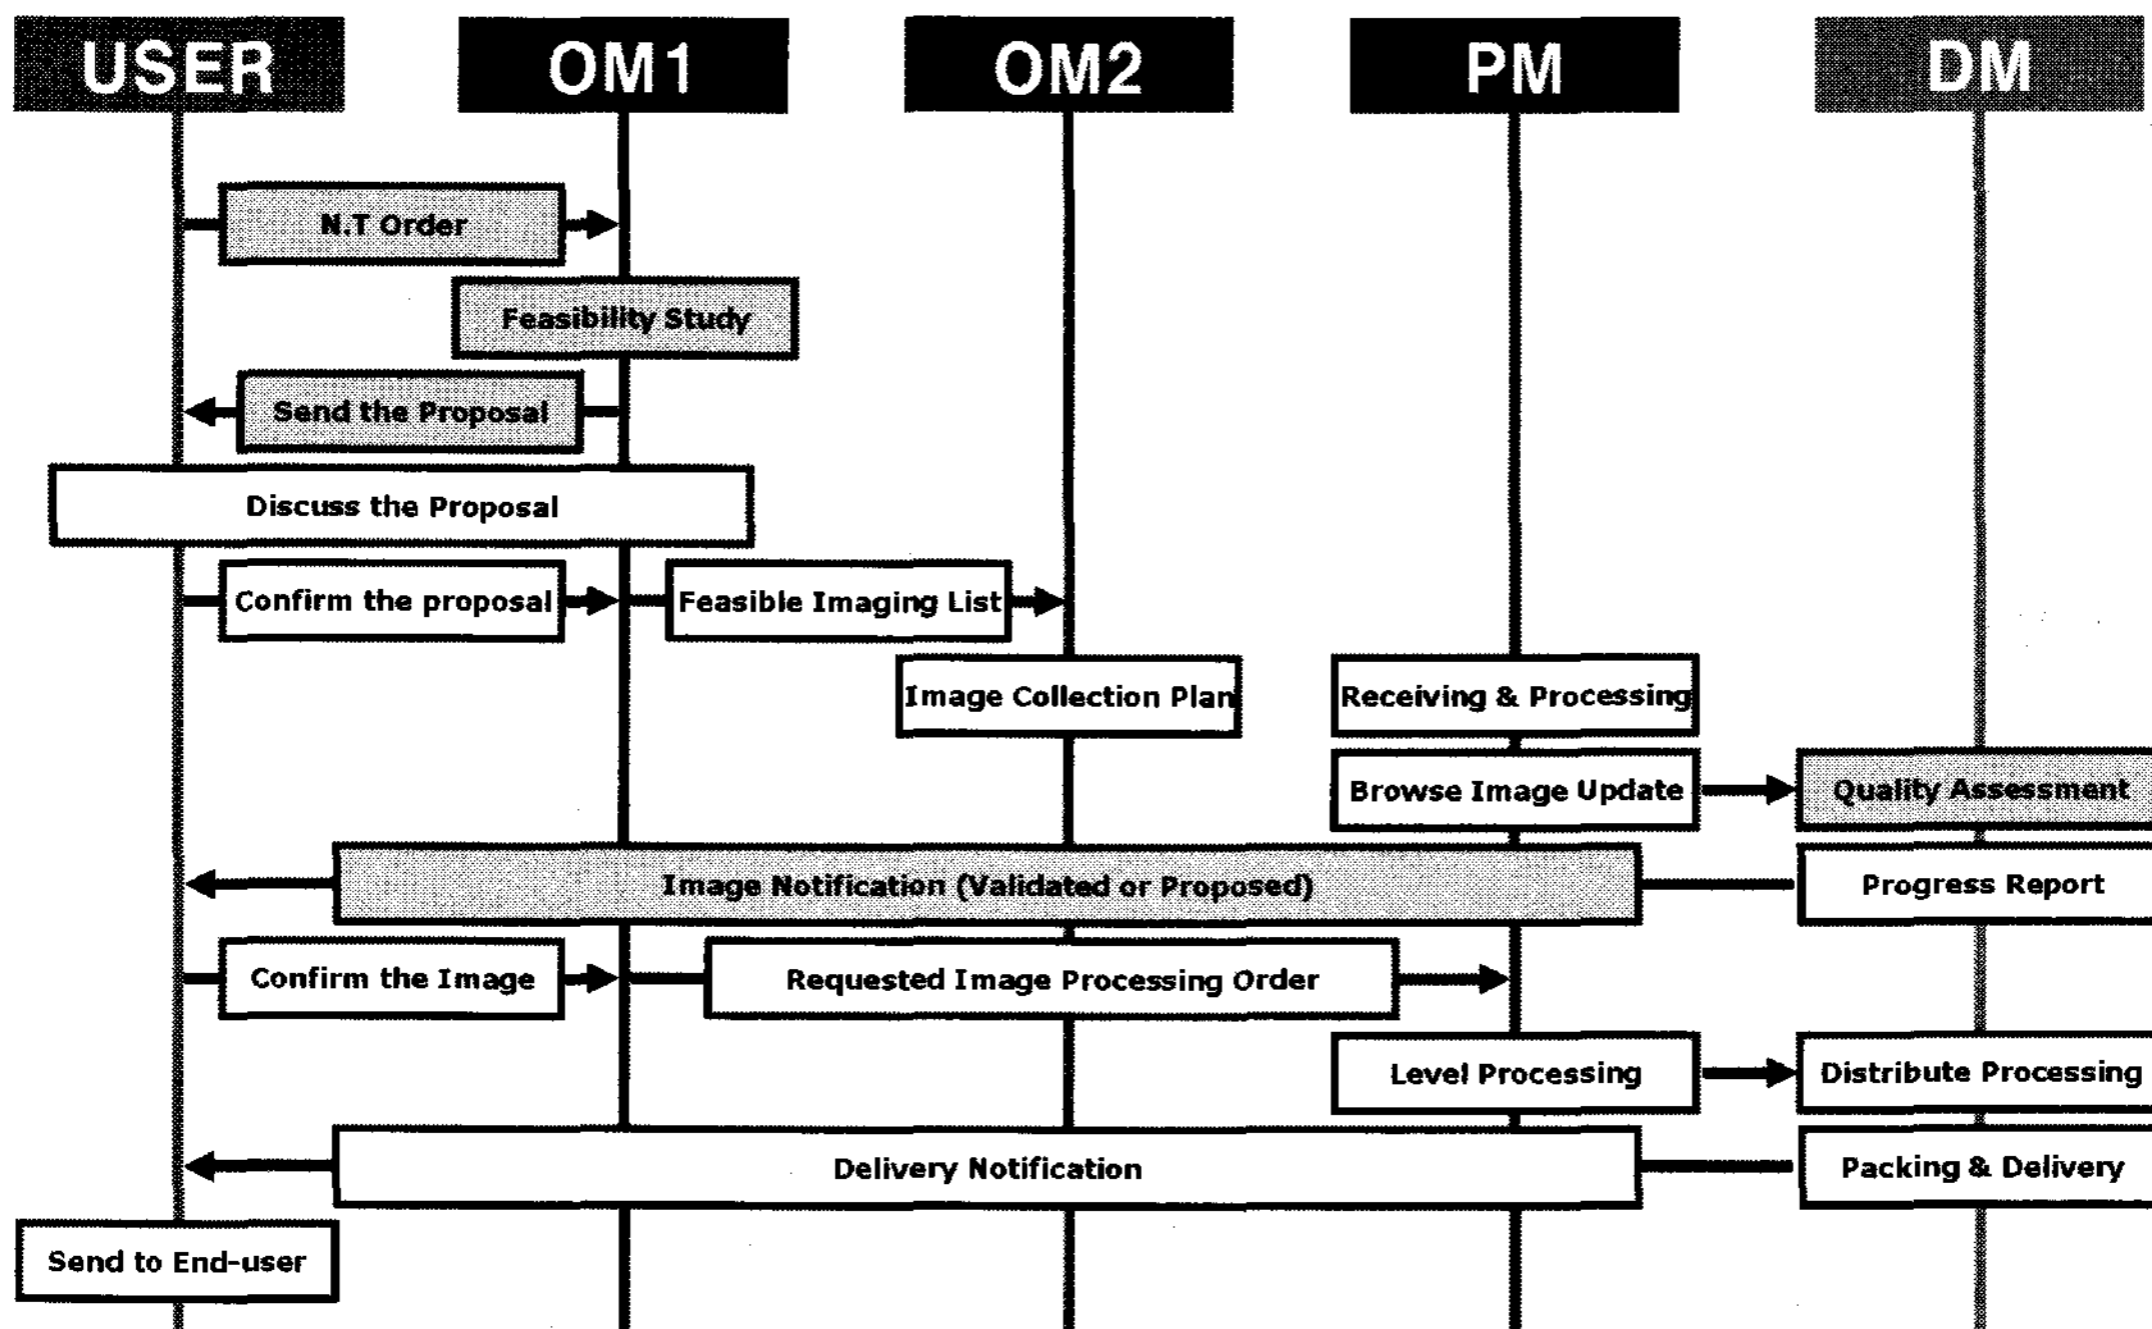 USER OM1 OM2 PM DM
N.T Order
Feasibility Study
Send the Proposal
Discuss the Proposal
Confirm the proposal Feasible Imaging List
Image Collection Plan Receiving & Processing
Browse Image Update Quality Assessment
Image Notification (Validated or Proposed) Progress Report
Confirm the Image Requested Image Processing Order
Level Processing Distribute Processing
Delivery Notification Packing & Delivery
Send to End-user